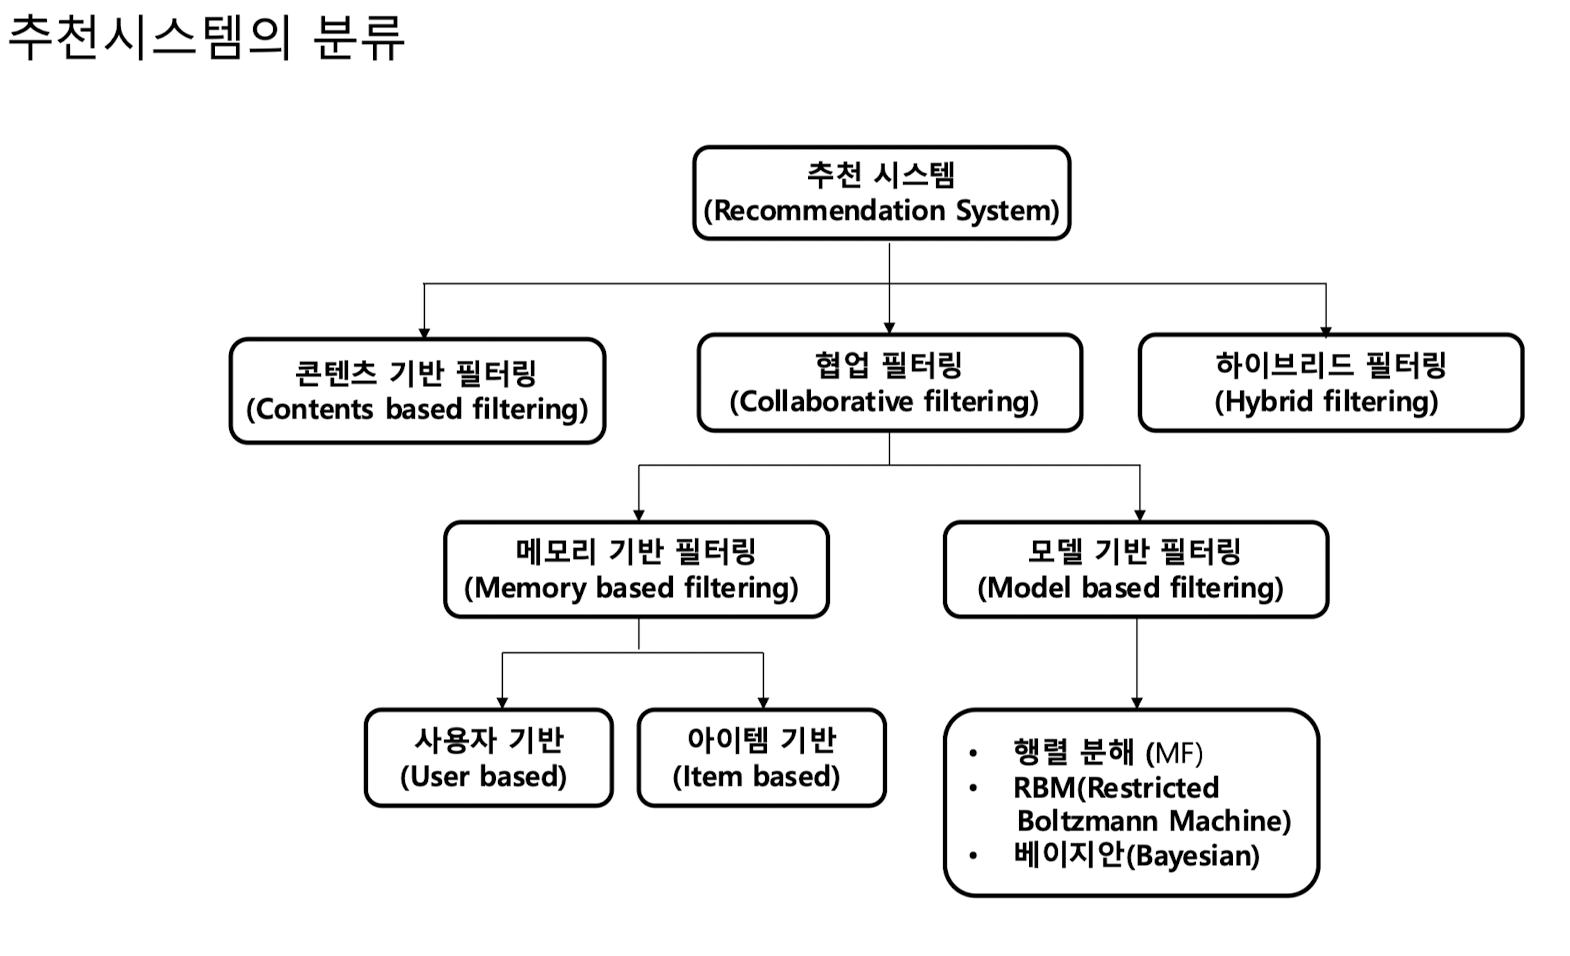 추천시스템의 분류
추천 시스템
(Recommendation System)
콘텐츠 기반 필터링
(Contents based filtering)
협업 필터링
(Collaborative filtering)
하이브리드 필터링
(Hybrid filtering)
메모리 기반 필터링
(Memory based filtering)
모델 기반 필터링
(Model based filtering)
사용자 기반
(User based)
아이템 기반
(Item based)
• 행렬 분해 (MF)
• RBM(Restricted
Boltzmann Machine)
• 베이지안(Bayesian)